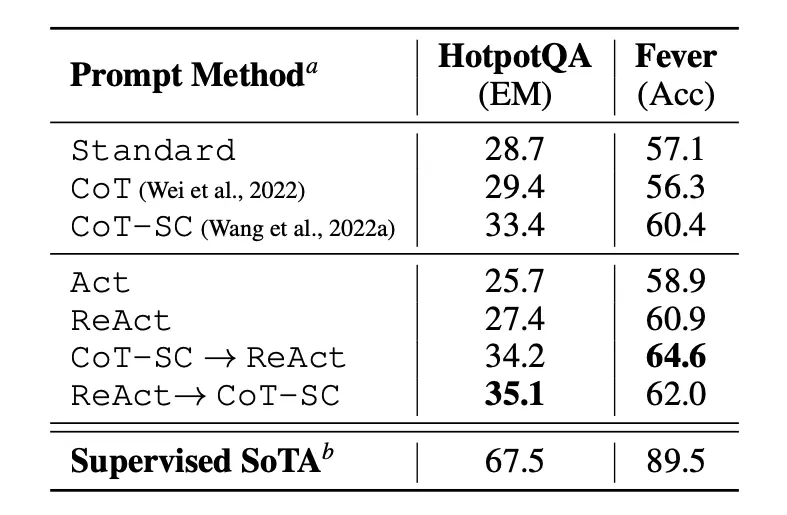 Prompt Methodᵃ HotpotQA Fever
(EM) (Acc)
Standard 28.7 57.1
CoT (Wei et al., 2022) 29.4 56.3
CoT-SC (Wang et al., 2022a) 33.4 60.4
Act 25.7 58.9
ReAct 27.4 60.9
CoT-SC → ReAct 34.2 64.6
ReAct → CoT-SC 35.1 62.0
Supervised SoTAᵇ 67.5 89.5